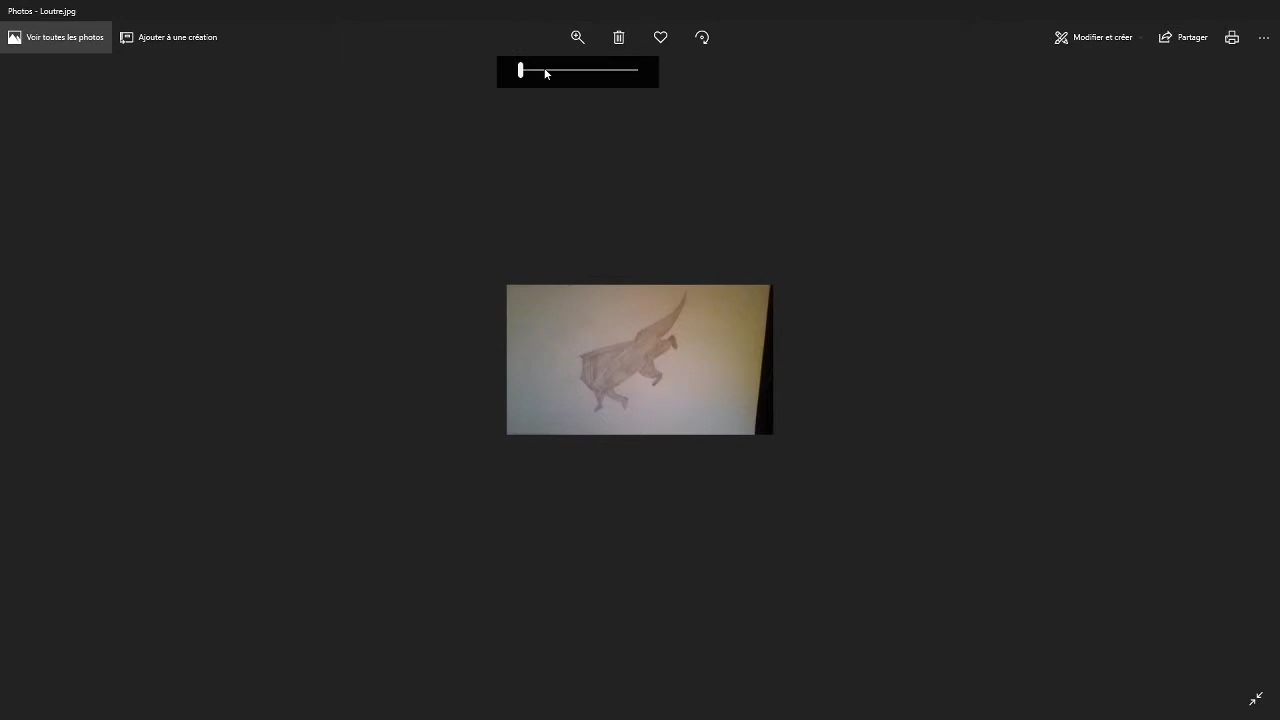 Photos - Loutre.jpg
Voir toutes les photos
Ajouter à une création
Modifier et créer
Partager